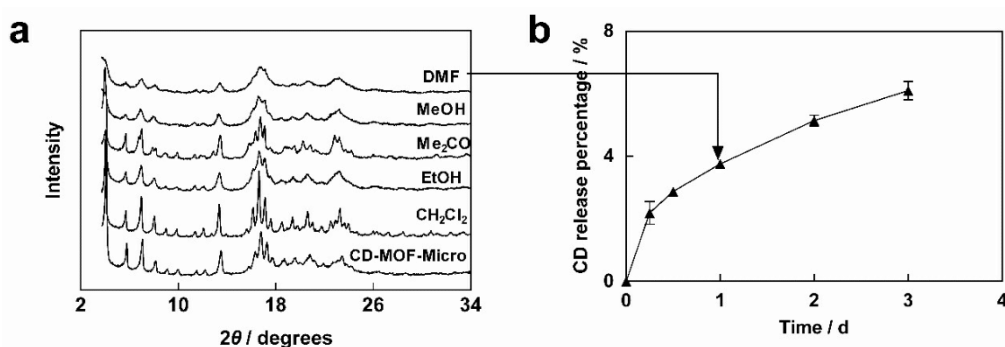 a
Intensity
DMF
MeOH
Me₂CO
EtOH
CH₂Cl₂
CD-MOF-Micro
2 10 18 26 34
2θ / degrees
b
CD release percentage / %
8
4
0
0 1 2 3 4
Time / d